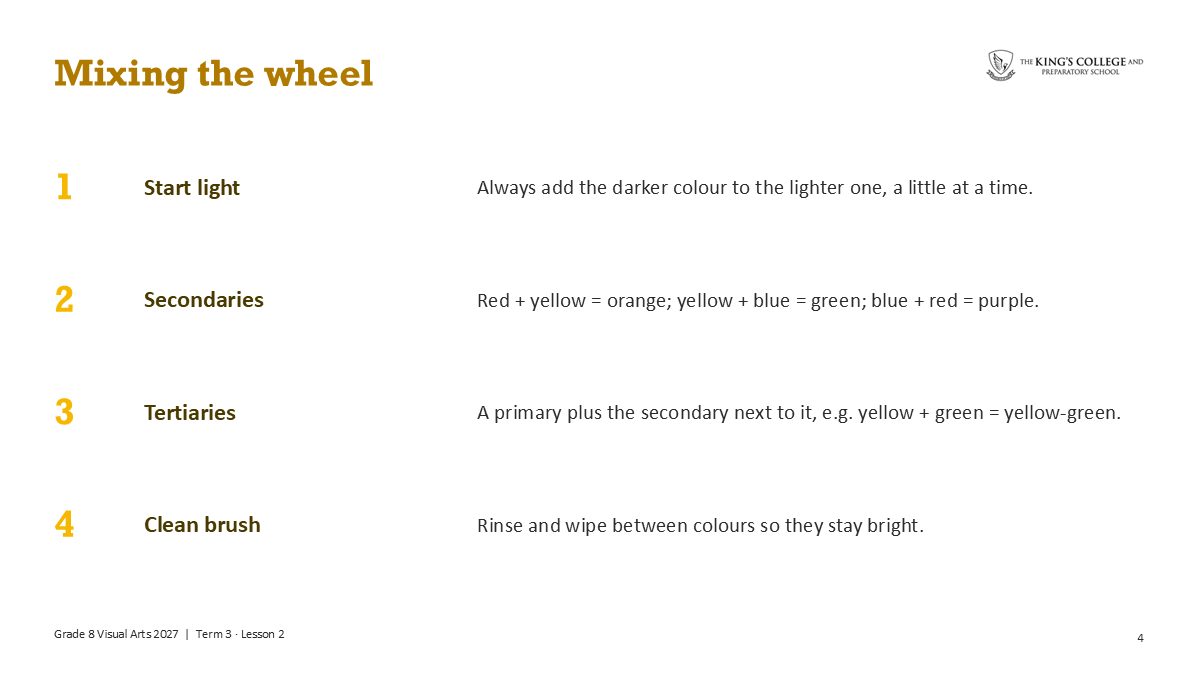 Mixing the wheel
THE KING'S COLLEGE AND
PREPARATORY SCHOOL
1 Start light Always add the darker colour to the lighter one, a little at a time.
2 Secondaries Red + yellow = orange; yellow + blue = green; blue + red = purple.
3 Tertiaries A primary plus the secondary next to it, e.g. yellow + green = yellow-green.
4 Clean brush Rinse and wipe between colours so they stay bright.
Grade 8 Visual Arts 2027 | Term 3 · Lesson 2
4